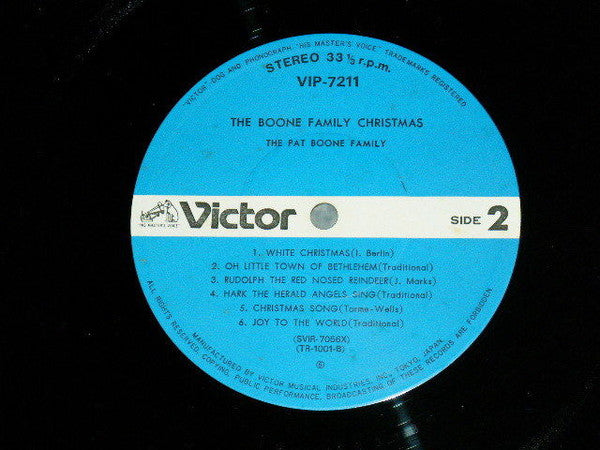 "VICTOR" DOG AND PHONOGRAPH, "HIS MASTER'S VOICE" TRADEMARKS REGISTERED
STEREO 33⅓ r.p.m.
VIP-7211
THE BOONE FAMILY CHRISTMAS
THE PAT BOONE FAMILY
"HIS MASTER'S VOICE"
Victor
SIDE 2
1. WHITE CHRISTMAS(I. Berlin)
2. OH LITTLE TOWN OF BETHLEHEM(Traditional)
3. RUDOLPH THE RED NOSED REINDEER(J. Marks)
4. HARK THE HERALD ANGELS SING(Traditional)
5. CHRISTMAS SONG(Torme-Wells)
6. JOY TO THE WORLD(Traditional)
(SVIR-7056X)
(TR-1001-B)
Ⓟ
MANUFACTURED BY VICTOR MUSICAL INDUSTRIES, INC., TOKYO, JAPAN.
ALL RIGHTS RESERVED, COPYING, PUBLIC PERFORMANCE, BROADCASTING OF THESE RECORDS ARE FORBIDDEN